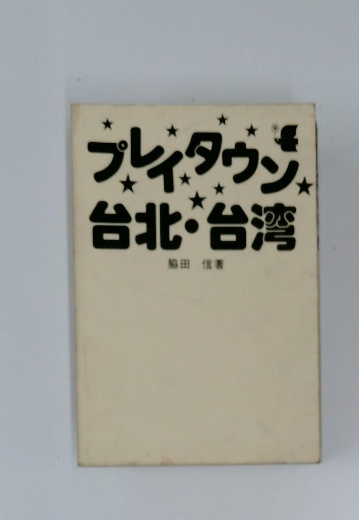 プレイタウン
台北・台湾
脇田 信著